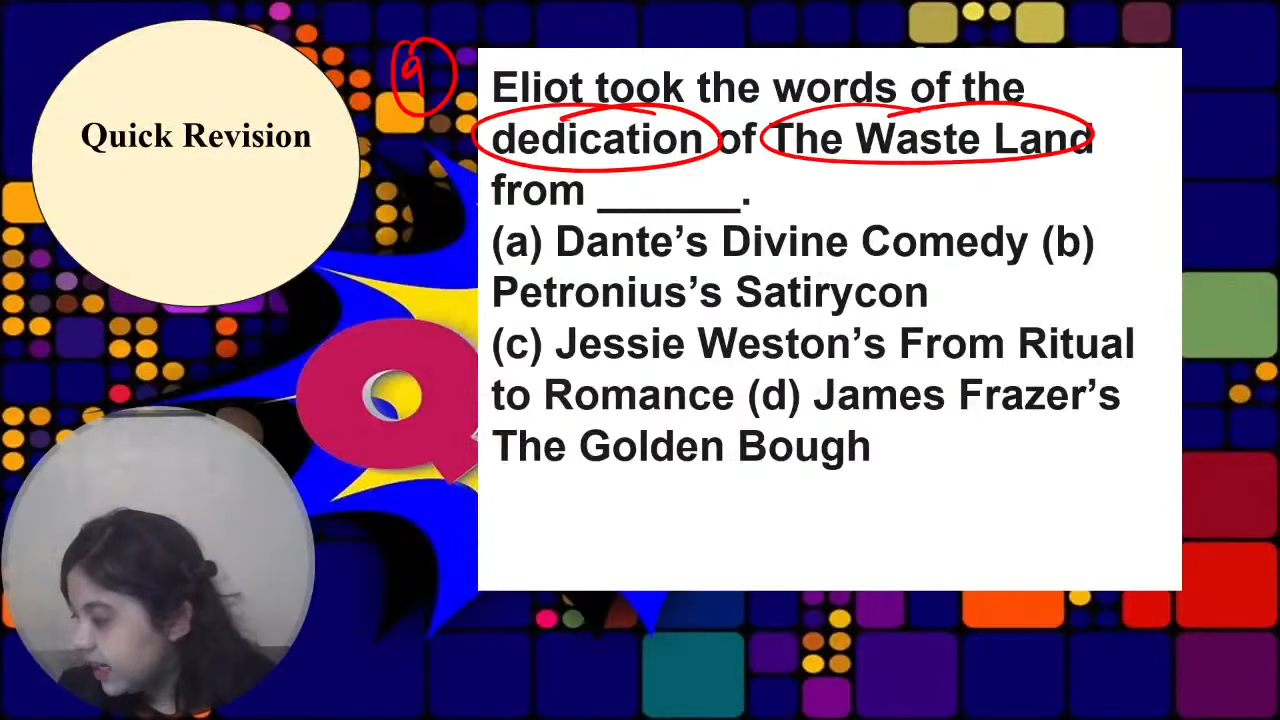 Quick Revision
9
Eliot took the words of the
dedication of The Waste Land
from ______.
(a) Dante’s Divine Comedy (b)
Petronius’s Satirycon
(c) Jessie Weston’s From Ritual
to Romance (d) James Frazer’s
The Golden Bough
Q